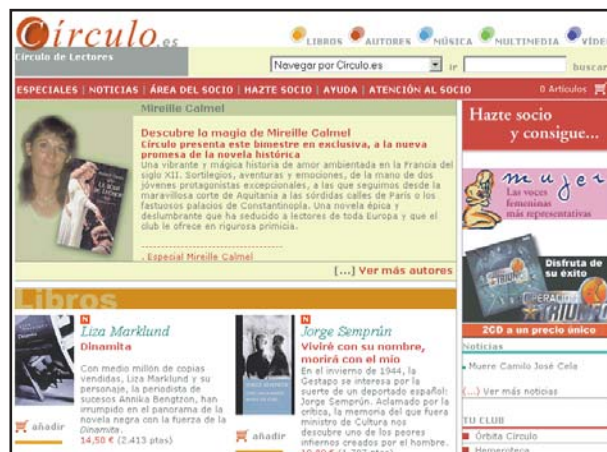 Círculo.es
LIBROS AUTORES MÚSICA MULTIMEDIA VÍDEO
Círculo de Lectores
Navegar por Círculo.es ir buscar
ESPECIALES | NOTICIAS | ÁREA DEL SOCIO | HAZTE SOCIO | AYUDA | ATENCIÓN AL SOCIO
0 Artículos
Mireille Calmel
Descubre la magia de Mireille Calmel
Círculo presenta este bimestre en exclusiva, a la nueva
promesa de la novela histórica
Una vibrante y mágica historia de amor ambientada en la Francia del
siglo XII. Sortilegios, aventuras y emociones, de la mano de dos
jóvenes protagonistas excepcionales, a las que seguimos desde la
maravillosa corte de Aquitania a las sórdidas calles de París o los
fastuosos palacios de Constantinopla. Una novela épica y
deslumbrante que ha seducido a lectores de toda Europa y que el
club le ofrece en rigurosa primicia.
. Especial Mireille Calmel
[...] Ver más autores
Libros
N
Liza Marklund
Dinamita
Con medio millón de copias
vendidas, Liza Marklund y su
personaje, la periodista de
sucesos Annika Bengtzon, han
irrumpido en el panorama de la
novela negra con la fuerza de la
Dinamita.
14,50 € (2.413 ptas)
añadir
N
Jorge Semprún
Viviré con su nombre,
morirá con el mío
En el invierno de 1944, la
Gestapo se interesa por la
suerte de un deportado español:
Jorge Semprún. Aclamado por la
crítica, la memoria del que fuera
ministro de Cultura nos
descubre uno de los peores
infiernos creados por el hombre.
añadir
Hazte socio
y consigue...
mujer
Las voces
femeninas
más representativas
Disfruta de
su éxito
OPERACIÓN
TRIUNFO
2CD a un precio único
Noticias
Muere Camilo José Cela
(...) Ver más noticias
TU CLUB
Órbita Círculo
Hemeroteca